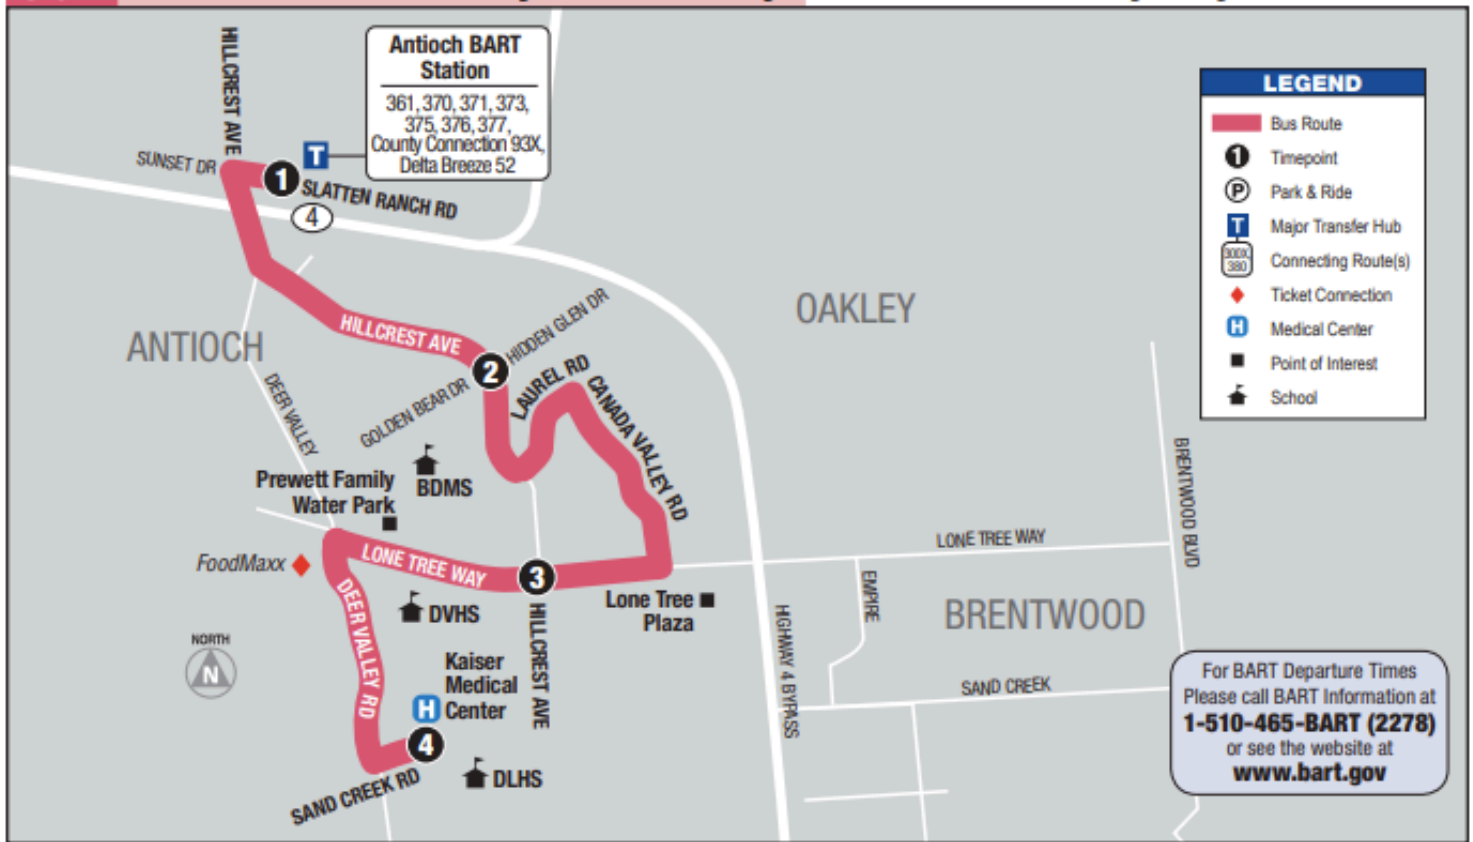 HILLCREST AVE
Antioch BART
Station
361, 370, 371, 373,
375, 376, 377,
County Connection 93X,
Delta Breeze 52
SUNSET DR
T
1
SLATTEN RANCH RD
4
LEGEND
Bus Route
1 Timepoint
P Park & Ride
T Major Transfer Hub
300X
380
Connecting Route(s)
Ticket Connection
H Medical Center
Point of Interest
School
ANTIOCH
OAKLEY
HILLCREST AVE
HIDDEN GLEN DR
2
GOLDEN BEAR DR
LAUREL RD
CANADA VALLEY RD
DEER VALLEY
BDMS
Prewett Family
Water Park
FoodMaxx
LONE TREE WAY
3
DEER VALLEY RD
DVHS
HILLCREST AVE
Lone Tree
Plaza
LONE TREE WAY
EMPIRE
BRENTWOOD
BRENTWOOD BLVD
HIGHWAY 4 BYPASS
SAND CREEK
NORTH
N
Kaiser
Medical
Center
H
4
SAND CREEK RD
DLHS
For BART Departure Times
Please call BART Information at
1-510-465-BART (2278)
or see the website at
www.bart.gov